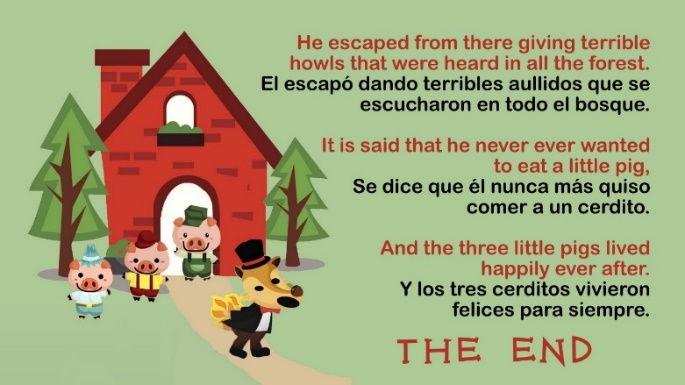 He escaped from there giving terrible
howls that were heard in all the forest.
El escapó dando terribles aullidos que se
escucharon en todo el bosque.
It is said that he never ever wanted
to eat a little pig,
Se dice que él nunca más quiso
comer a un cerdito.
And the three little pigs lived
happily ever after.
Y los tres cerditos vivieron
felices para siempre.
THE END